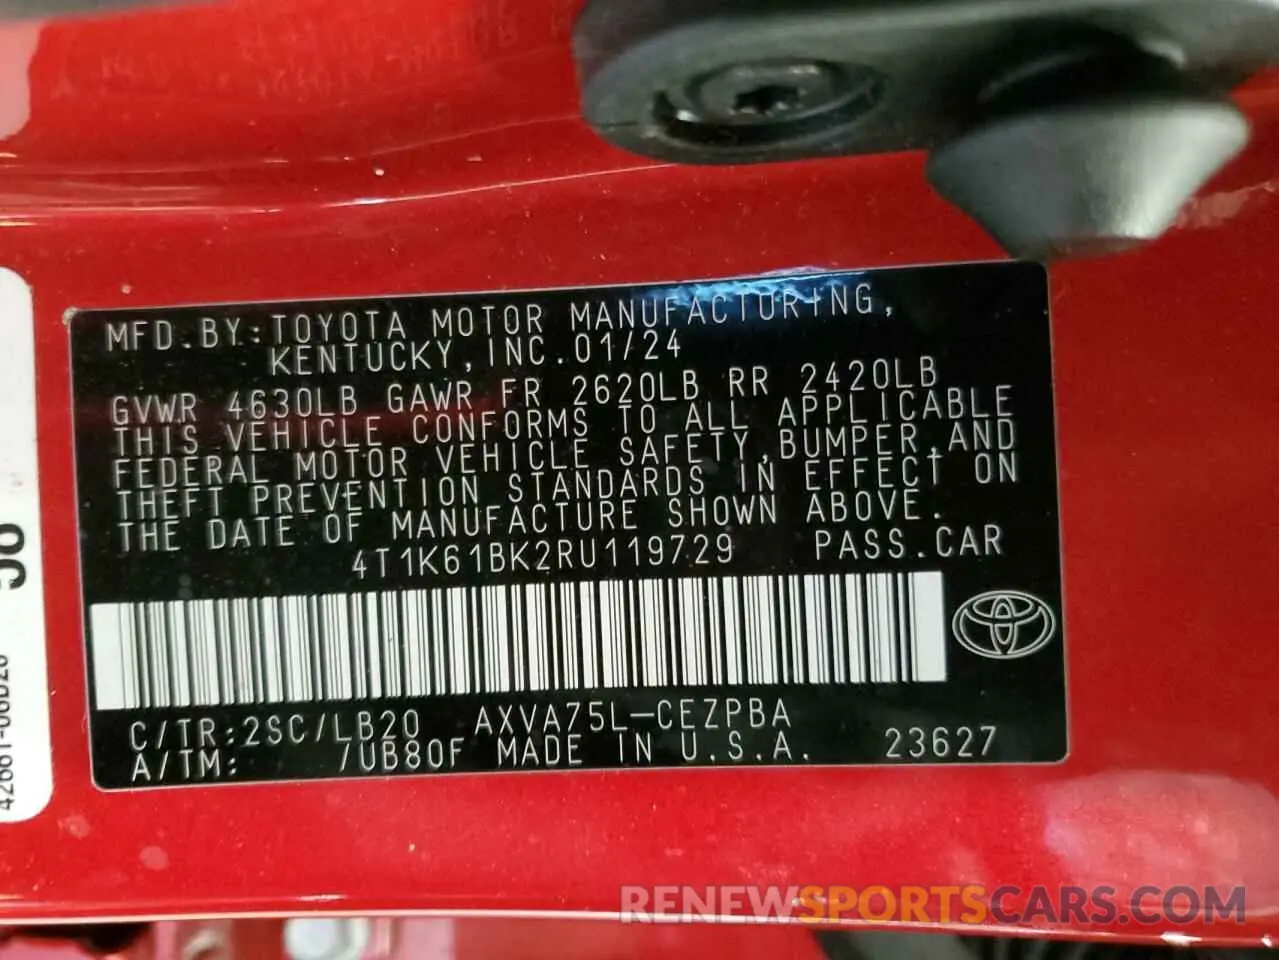 MFD.BY:TOYOTA MOTOR MANUFACTURING,
KENTUCKY,INC.01/24
GVWR 4630LB GAWR FR 2620LB RR 2420LB
THIS VEHICLE CONFORMS TO ALL APPLICABLE
FEDERAL MOTOR VEHICLE SAFETY,BUMPER,AND
THEFT PREVENTION STANDARDS IN EFFECT ON
THE DATE OF MANUFACTURE SHOWN ABOVE.
4T1K61BK2RU119729 PASS.CAR
C/TR:2SC/LB20 AXVA75L-CEZPBA
A/TM: /UB80F MADE IN U.S.A. 23627
RENEWSPORTSCARS.COM